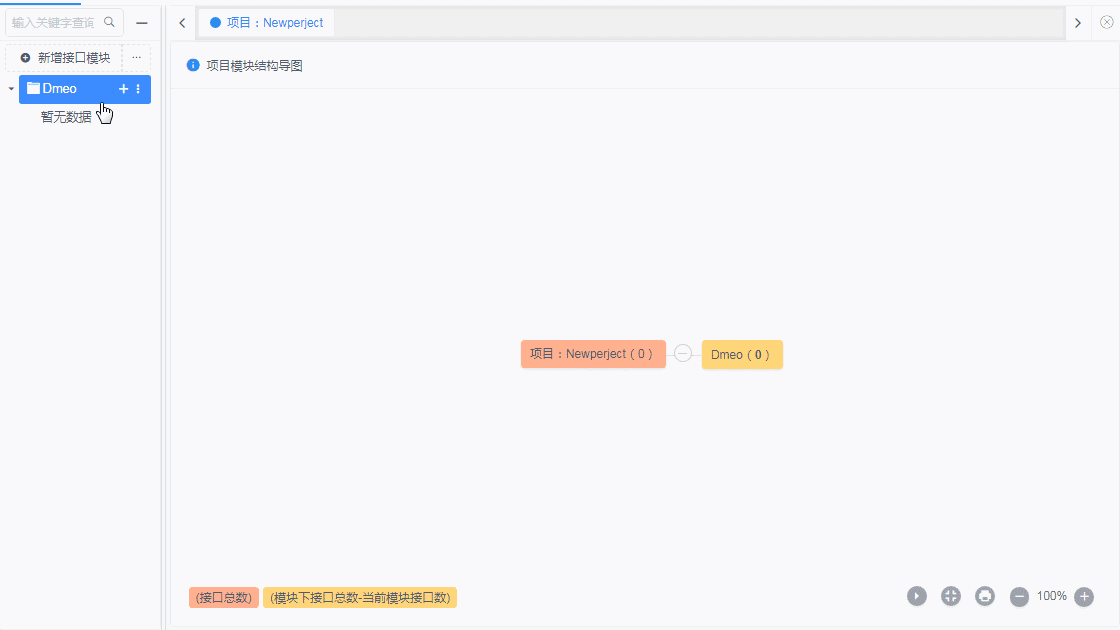 输入关键字查询
项目：Newperject
新增接口模块
项目模块结构导图
Dmeo
暂无数据
项目：Newperject ( 0 )
Dmeo ( 0 )
(接口总数)
(模块下接口总数-当前模块接口数)
100%